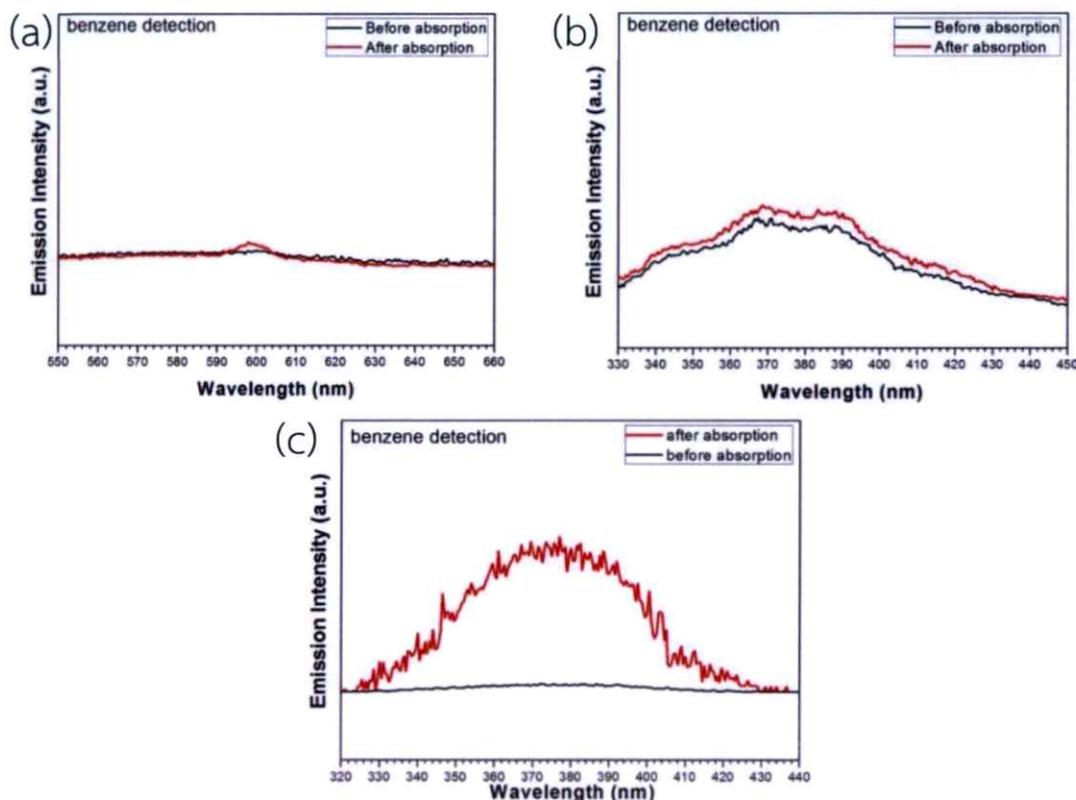 (a)
benzene detection
Before absorption
After absorption
Emission Intensity (a.u.)
550 560 570 580 590 600 610 620 630 640 650 660
Wavelength (nm)
(b)
benzene detection
Before absorption
After absorption
Emission Intensity (a.u.)
330 340 350 360 370 380 390 400 410 420 430 440 450
Wavelength (nm)
(c)
benzene detection
after absorption
before absorption
Emission Intensity (a.u.)
320 330 340 350 360 370 380 390 400 410 420 430 440
Wavelength (nm)